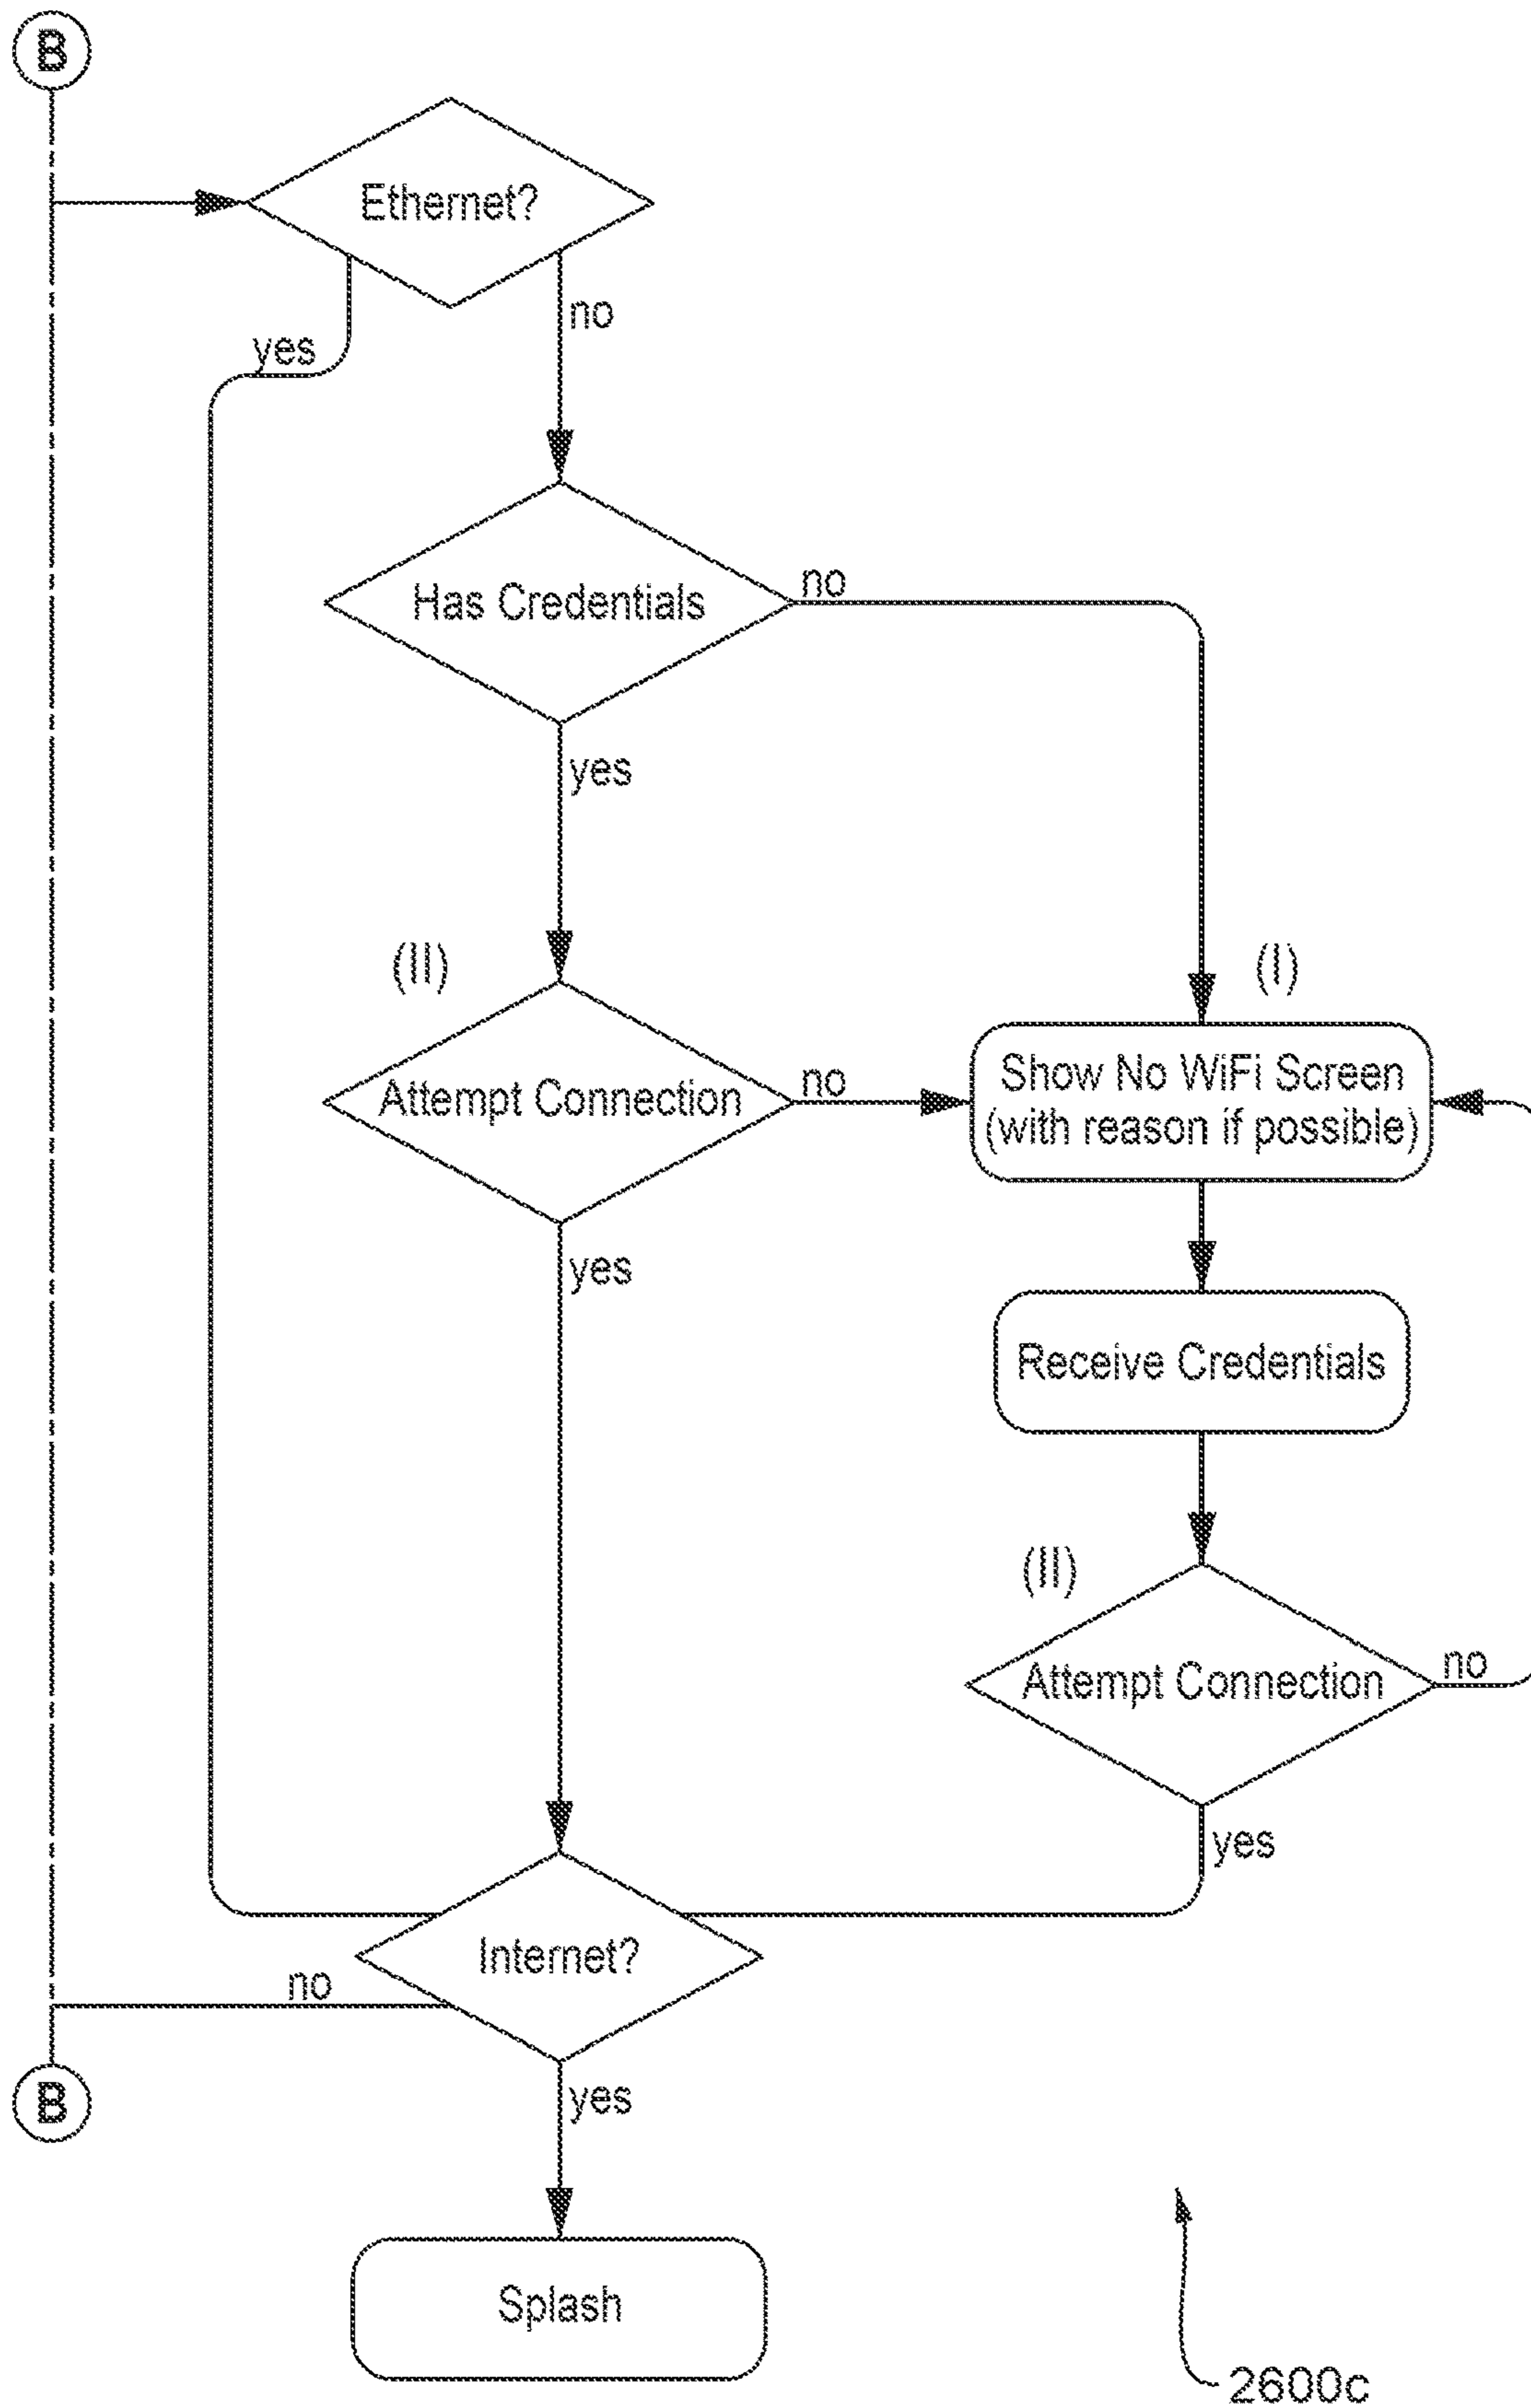 B
Ethernet?
no
yes
no
Has Credentials
yes
(II)
(I)
Attempt Connection
no
Show No WiFi Screen
(with reason if possible)
yes
Receive Credentials
(II)
Attempt Connection
no
yes
Internet?
no
B
yes
Splash
2600c